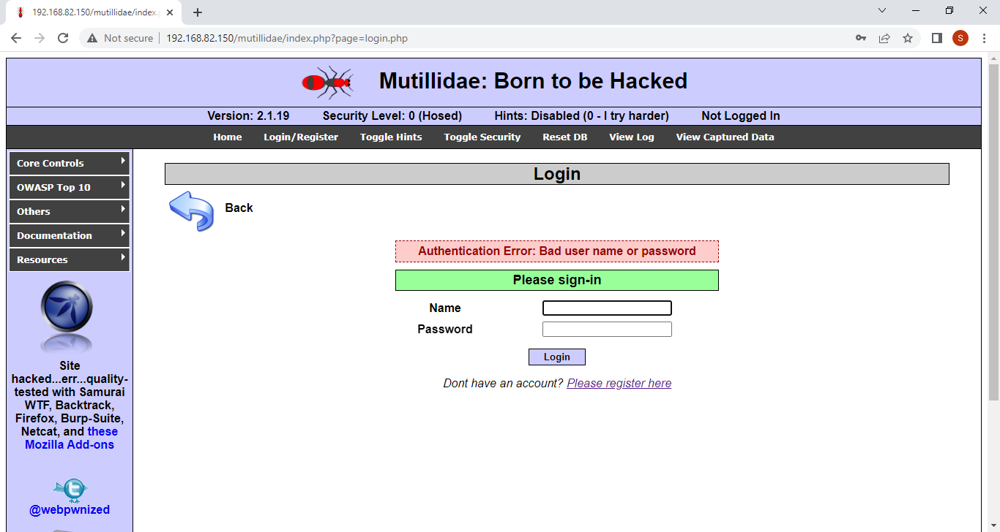 192.168.82.150/mutillidae/index.
Not secure 192.168.82.150/mutillidae/index.php?page=login.php
S
Mutillidae: Born to be Hacked
Version: 2.1.19 Security Level: 0 (Hosed) Hints: Disabled (0 - I try harder) Not Logged In
Home Login/Register Toggle Hints Toggle Security Reset DB View Log View Captured Data
Core Controls
OWASP Top 10
Others
Documentation
Resources
Site
hacked...err...quality-
tested with Samurai
WTF, Backtrack,
Firefox, Burp-Suite,
Netcat, and these
Mozilla Add-ons
@webpwnized
Login
Back
Authentication Error: Bad user name or password
Please sign-in
Name
Password
Login
Dont have an account? Please register here